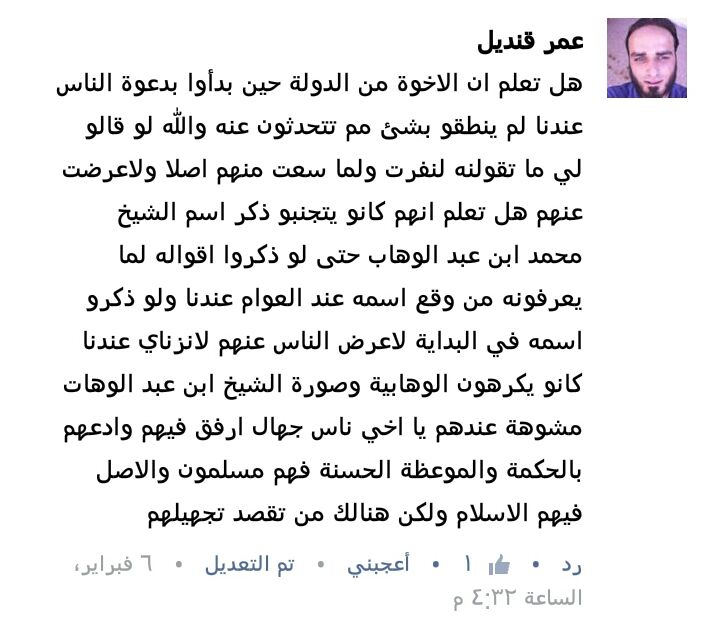 عمر قنديل
هل تعلم ان الاخوة من الدولة حين بدأوا بدعوة الناس
عندنا لم ينطقو بشئ مم تتحدثون عنه والله لو قالو
لي ما تقولنه لنفرت ولما سعت منهم اصلا ولاعرضت
عنهم هل تعلم انهم كانو يتجنبو ذكر اسم الشيخ
محمد ابن عبد الوهاب حتى لو ذكروا اقواله لما
يعرفونه من وقع اسمه عند العوام عندنا ولو ذكرو
اسمه في البداية لاعرض الناس عنهم لانزناي عندنا
كانو يكرهون الوهابية وصورة الشيخ ابن عبد الوهات
مشوهة عندهم يا اخي ناس جهال ارفق فيهم وادعهم
بالحكمة والموعظة الحسنة فهم مسلمون والاصل
فيهم الاسلام ولكن هنالك من تقصد تجهيلهم
رد • ١ • أعجبني • تم التعديل • ٦ فبراير،
الساعة ٤:٣٢ م